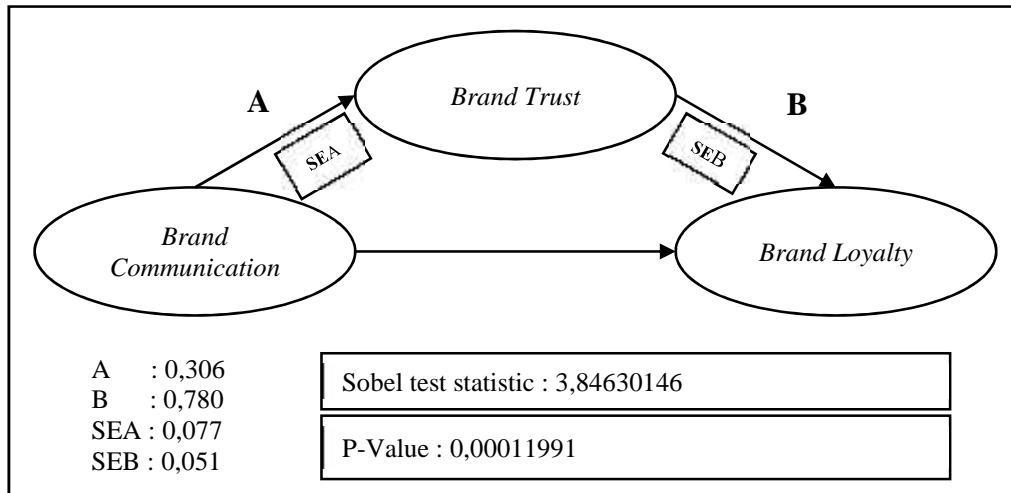 Brand Trust
A
B
SEA
SEB
Brand
Communication
Brand Loyalty
A : 0,306
B : 0,780
SEA : 0,077
SEB : 0,051
Sobel test statistic : 3,84630146
P-Value : 0,00011991